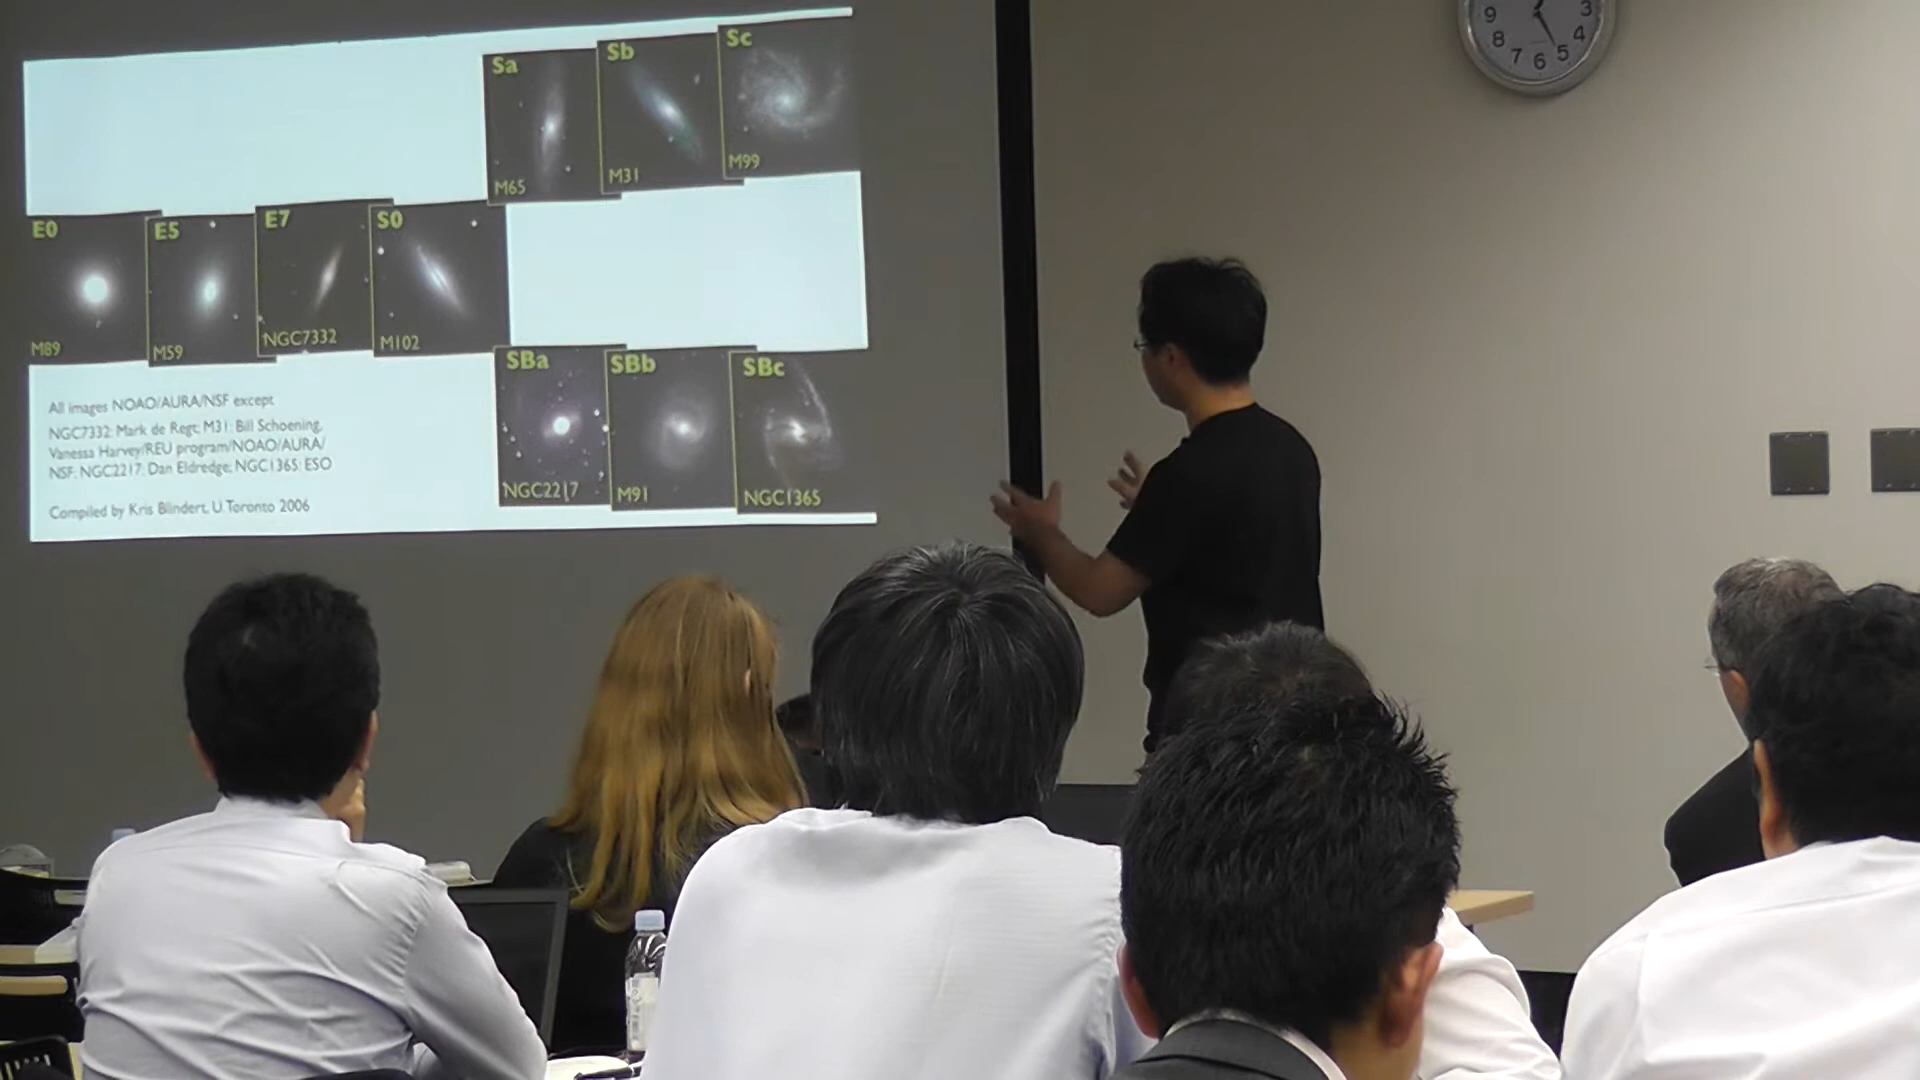 Sa
Sb
Sc
M65
M31
M99
E0
E5
E7
S0
M89
M59
NGC7332
M102
SBa
SBb
SBc
NGC2217
M91
NGC1365
All images NOAO/AURA/NSF except
NGC7332: Mark de Regt; M31: Bill Schoening,
Vanessa Harvey/REU program/NOAO/AURA/
NSF; NGC2217: Dan Eldredge; NGC1365: ESO
Compiled by Kris Blindert, U. Toronto 2006
9
3
8
4
7
6
5